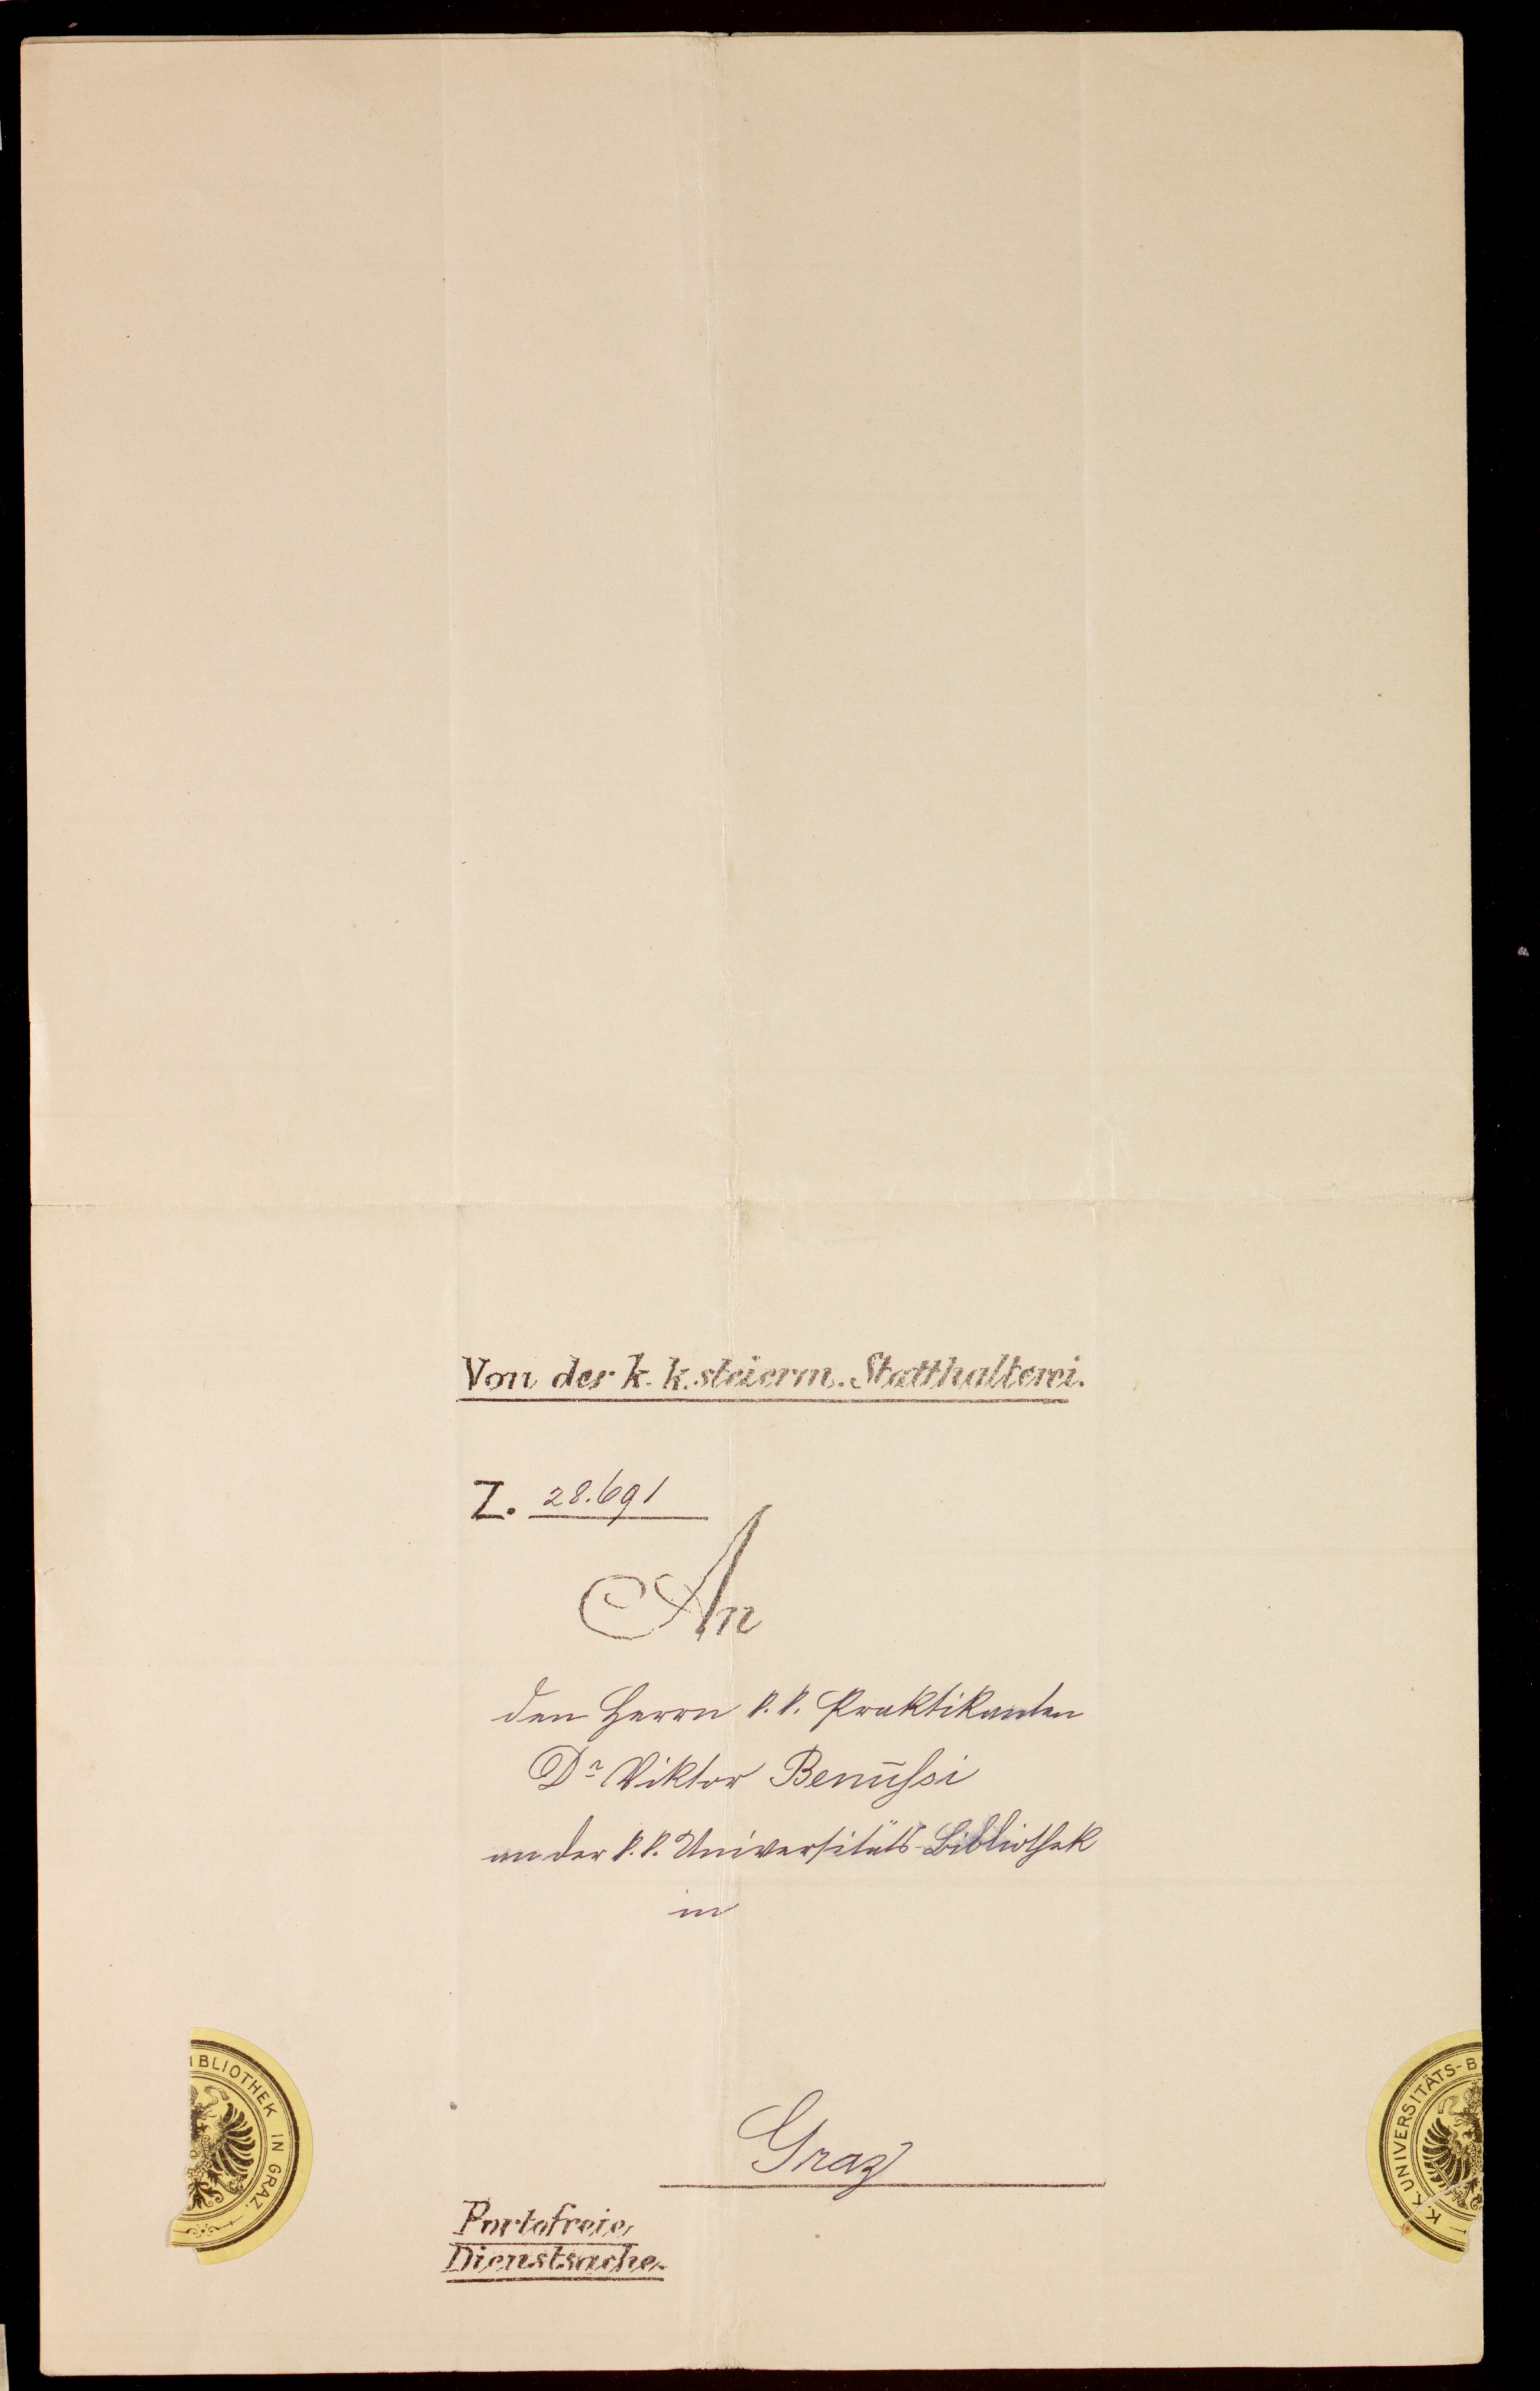 Von der k. k. steierm. Statthalterei.
Z. 28.691
An
den Herrn k. k. Praktikanten
Dr Viktor Benussi
an der k. k. Universitäts-Bibliothek
in
Graz
Portofreie
Dienstsache.
IBLIOTHEK IN GRAZ.
K. K. UNIVERSITÄTS-B